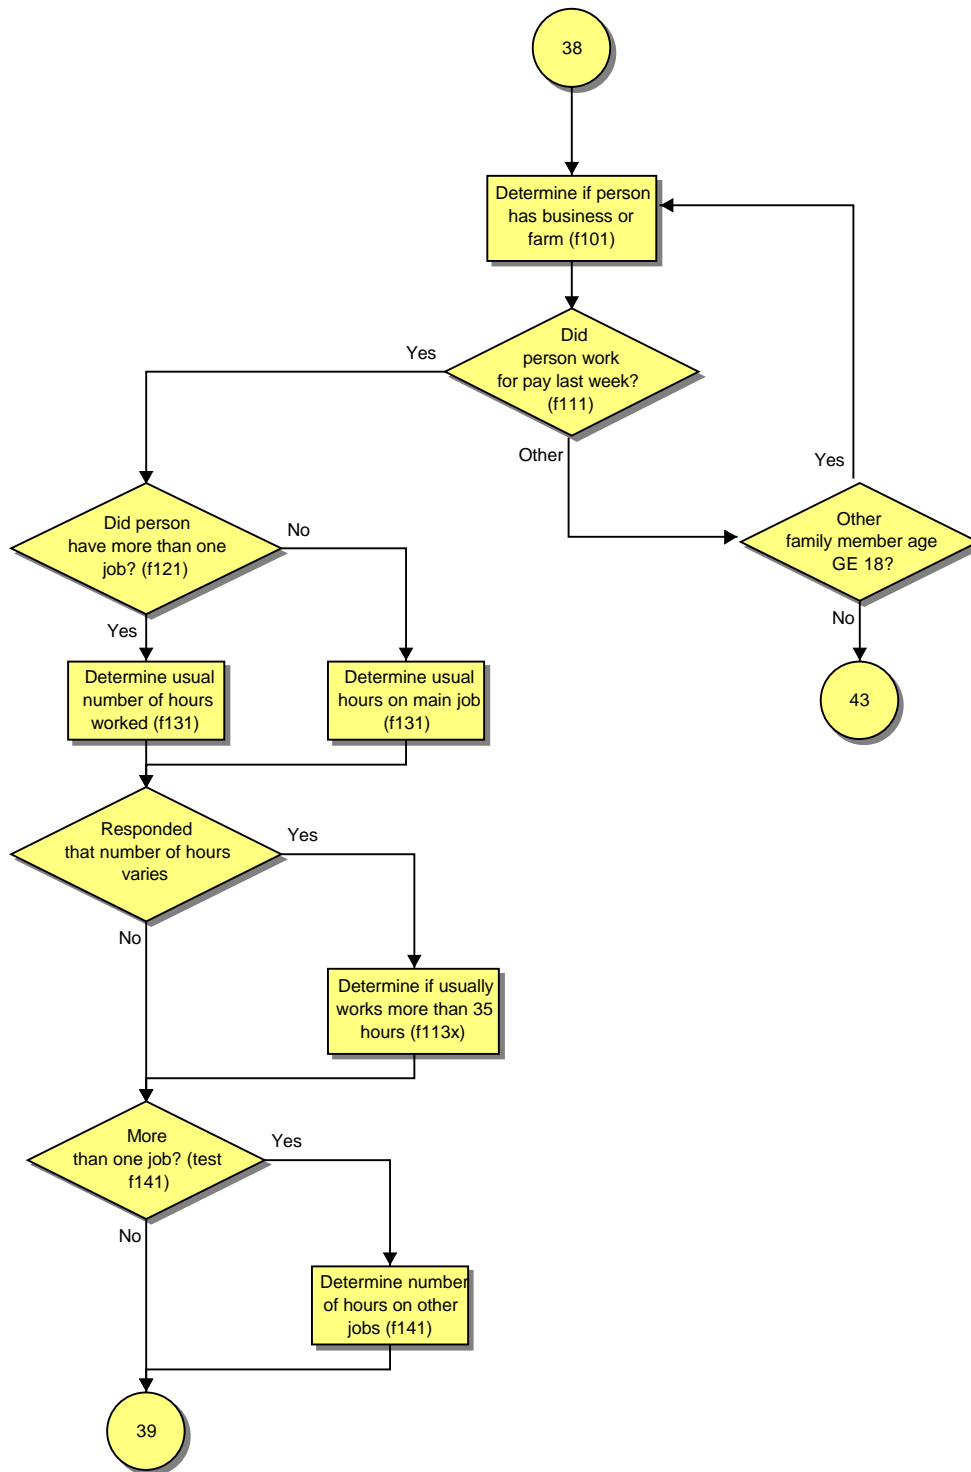 38
Determine if person
has business or
farm (f101)
Did
person work
for pay last week?
(f111)
Yes
Other
Yes
Other
family member age
GE 18?
No
43
Did person
have more than one
job? (f121)
No
Yes
Determine usual
number of hours
worked (f131)
Determine usual
hours on main job
(f131)
Responded
that number of hours
varies
Yes
No
Determine if usually
works more than 35
hours (f113x)
More
than one job? (test
f141)
Yes
No
Determine number
of hours on other
jobs (f141)
39